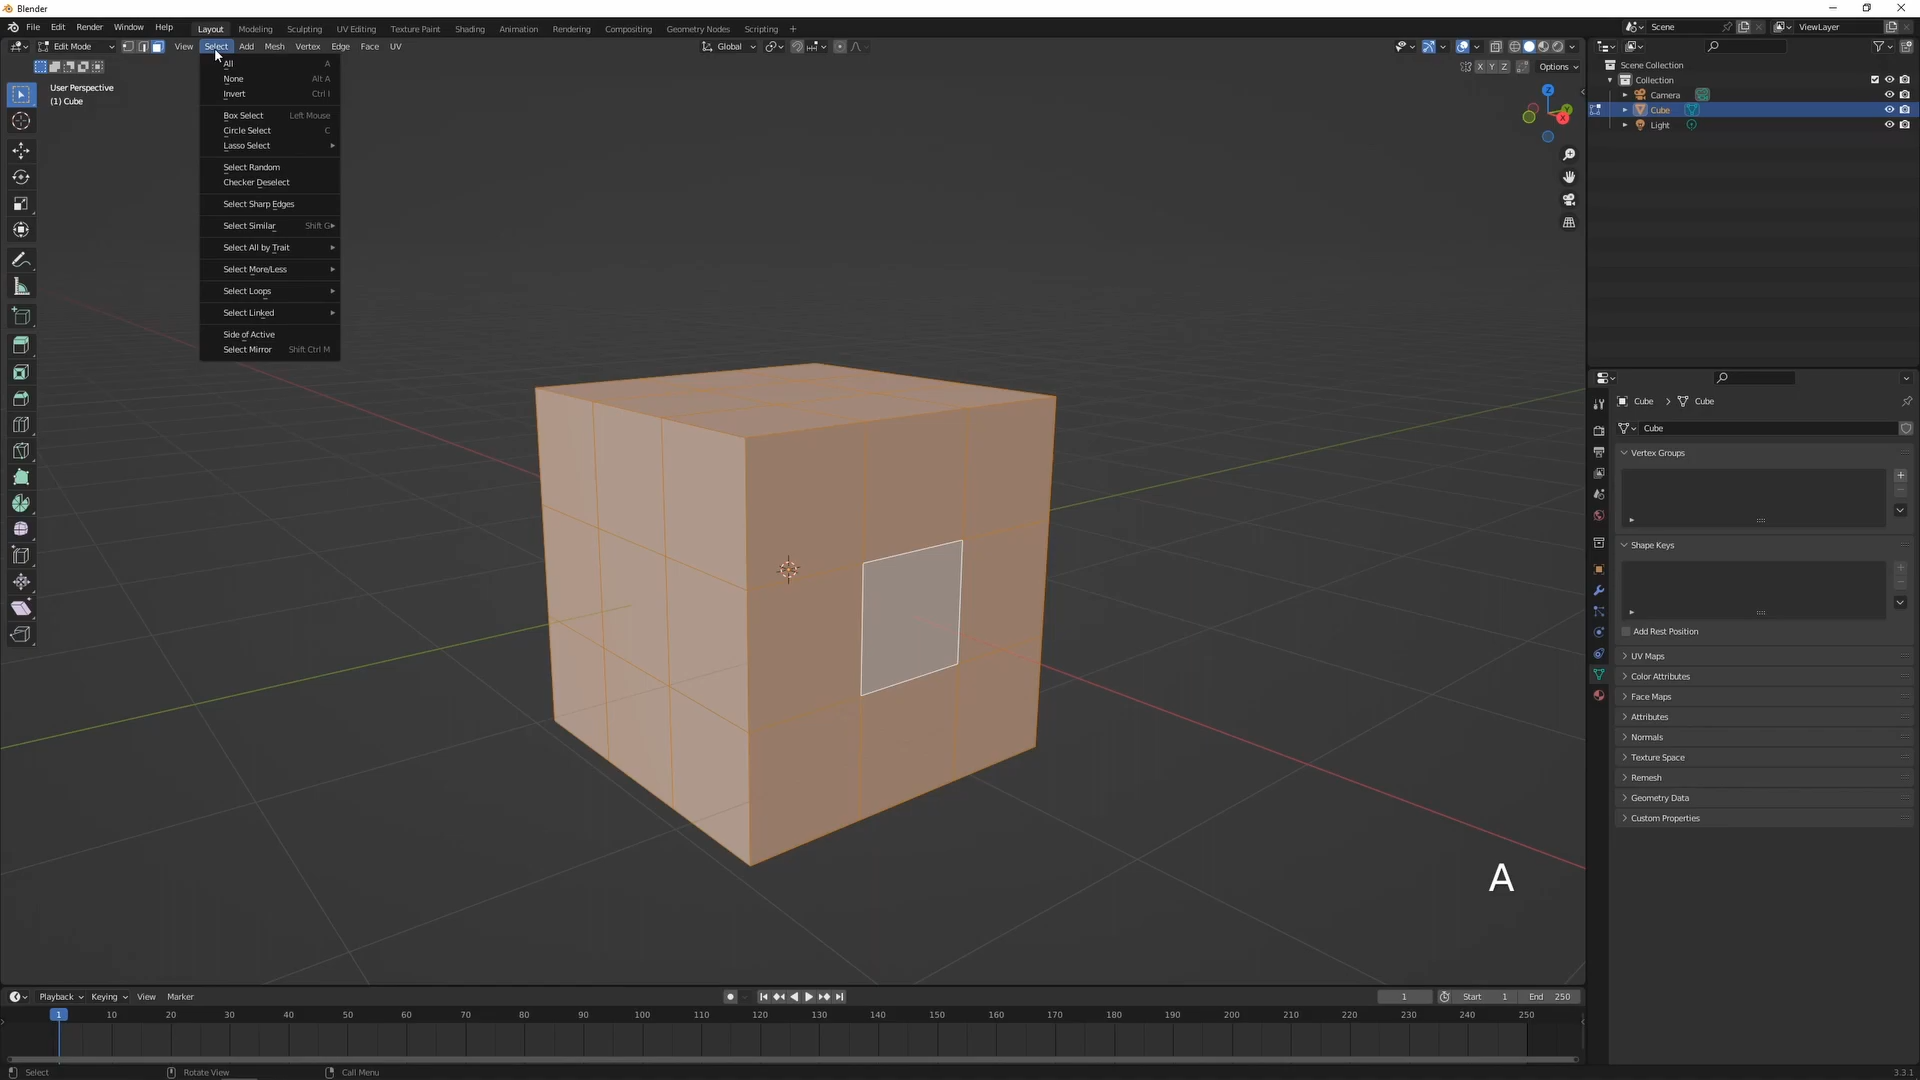 Blender
File Edit Render Window Help
Layout Modeling Sculpting UV Editing Texture Paint Shading Animation Rendering Compositing Geometry Nodes Scripting +
Scene
ViewLayer
Edit Mode
View Select Add Mesh Vertex Edge Face UV
Global
X Y Z
Options
User Perspective
(1) Cube
All A
None Alt A
Invert Ctrl I
Box Select Left Mouse
Circle Select C
Lasso Select
Select Random
Checker Deselect
Select Sharp Edges
Select Similar Shift G
Select All by Trait
Select More/Less
Select Loops
Select Linked
Side of Active
Select Mirror Shift Ctrl M
Z
Y
X
A
Scene Collection
Collection
Camera
Cube
Light
Cube > Cube
Cube
Vertex Groups
Shape Keys
Add Rest Position
UV Maps
Color Attributes
Face Maps
Attributes
Normals
Texture Space
Remesh
Geometry Data
Custom Properties
Playback Keying View Marker
1 Start 1 End 250
1 10 20 30 40 50 60 70 80 90 100 110 120 130 140 150 160 170 180 190 200 210 220 230 240 250
Select Rotate View Call Menu
3.3.1